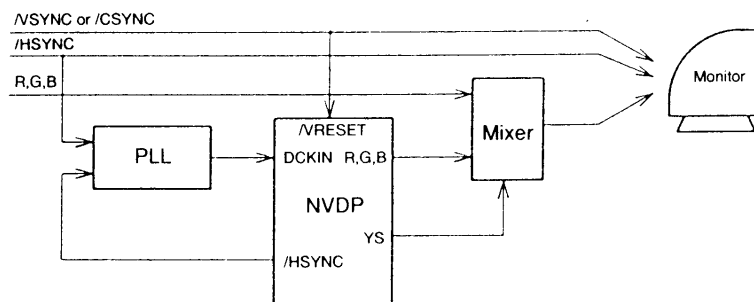 /VSYNC or /CSYNC
/HSYNC
R,G,B
Monitor
Mixer
/VRESET
PLL
DCKIN R,G,B
NVDP
YS
/HSYNC